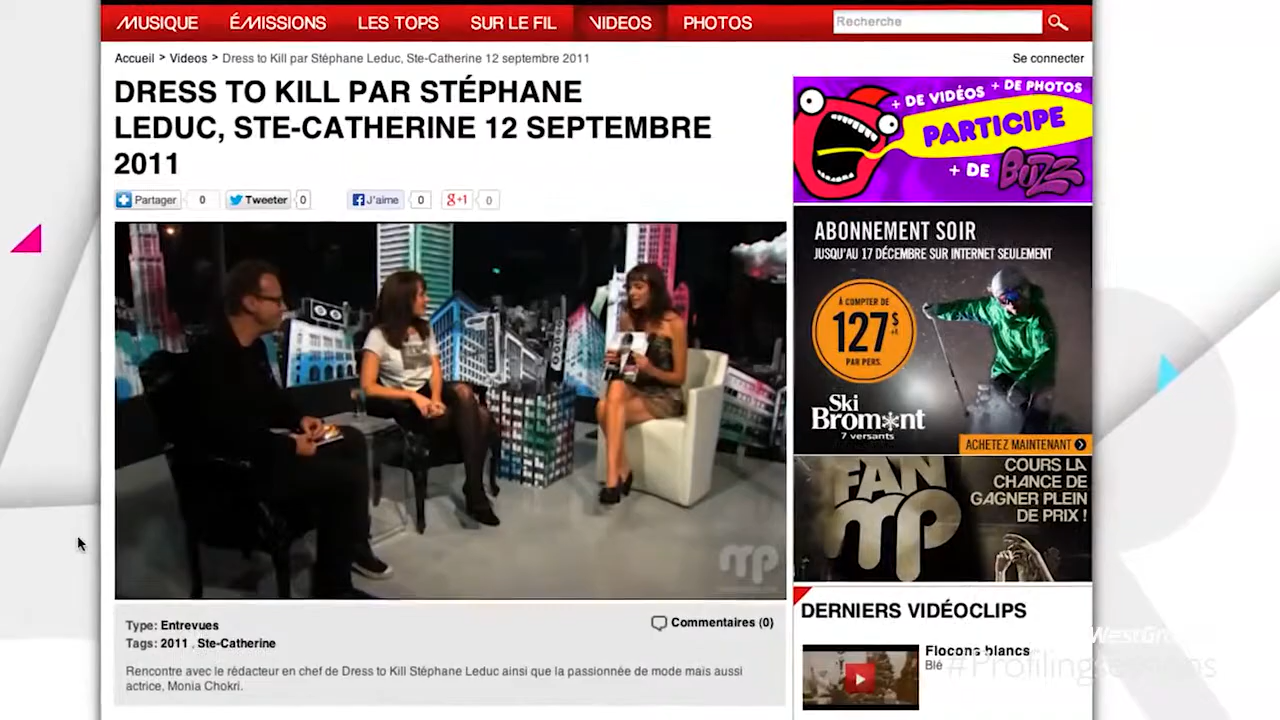 MUSIQUE ÉMISSIONS LES TOPS SUR LE FIL VIDEOS PHOTOS Recherche
Accueil > Videos > Dress to Kill par Stéphane Leduc, Ste-Catherine 12 septembre 2011 Se connecter
DRESS TO KILL PAR STÉPHANE
LEDUC, STE-CATHERINE 12 SEPTEMBRE
2011
Partager 0 Tweeter 0 J'aime 0 g+1 0
mp
Type: Entrevues
Commentaires (0)
Tags: 2011 , Ste-Catherine
Rencontre avec le rédacteur en chef de Dress to Kill Stéphane Leduc ainsi que la passionnée de mode mais aussi
actrice, Monia Chokri.
+ DE VIDÉOS + DE PHOTOS
PARTICIPE
+ DE BUZZ
ABONNEMENT SOIR
JUSQU'AU 17 DÉCEMBRE SUR INTERNET SEULEMENT
À COMPTER DE
127$
PAR PERS.
Ski
Bromont
7 versants
ACHETEZ MAINTENANT
FAN
mp
COURS LA
CHANCE DE
GAGNER PLEIN
DE PRIX !
DERNIERS VIDÉOCLIPS
Flocons blancs
Blé
#ProfilingSessions